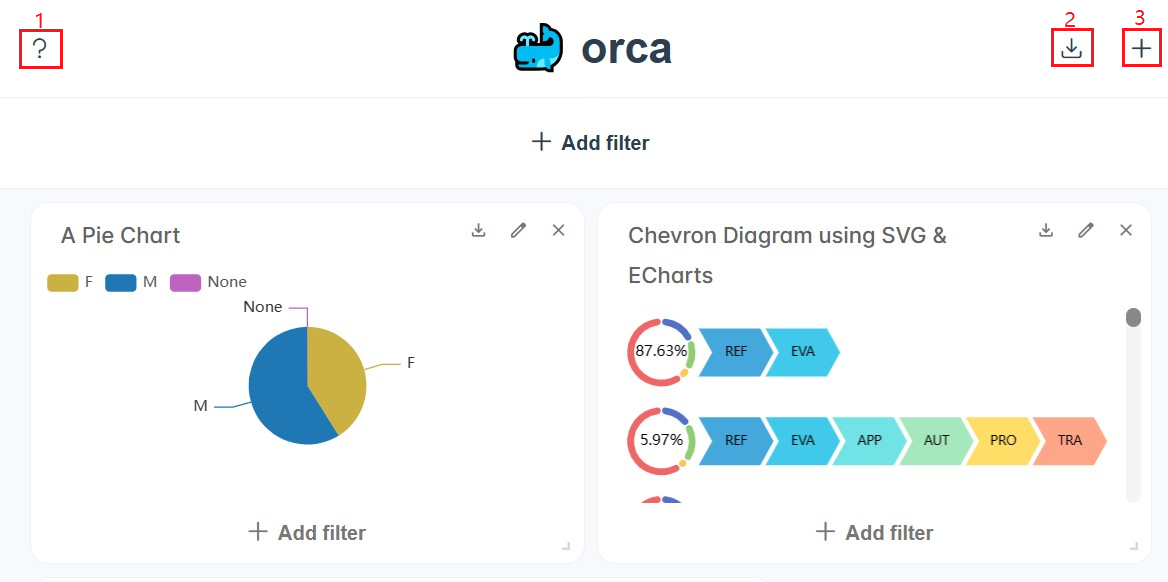 1
2
3
?
orca
Add filter
A Pie Chart
F M None
None
F
M
Add filter
Chevron Diagram using SVG &
ECharts
87.63% REF EVA
5.97% REF EVA APP AUT PRO TRA
Add filter